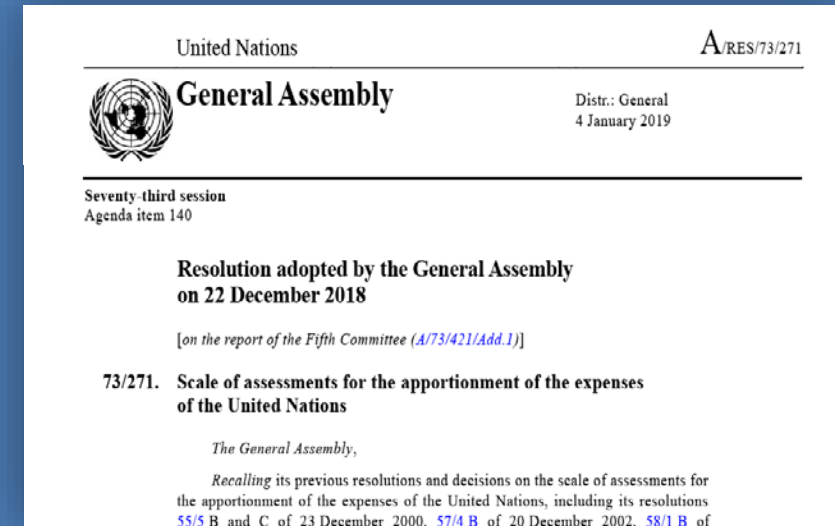 United Nations
A/RES/73/271
General Assembly
Distr.: General
4 January 2019
Seventy-third session
Agenda item 140
Resolution adopted by the General Assembly
on 22 December 2018
[on the report of the Fifth Committee (A/73/421/Add.1)]
73/271. Scale of assessments for the apportionment of the expenses
of the United Nations
The General Assembly,
Recalling its previous resolutions and decisions on the scale of assessments for
the apportionment of the expenses of the United Nations, including its resolutions
55/5 B and C of 23 December 2000, 57/4 B of 20 December 2002, 58/1 B of